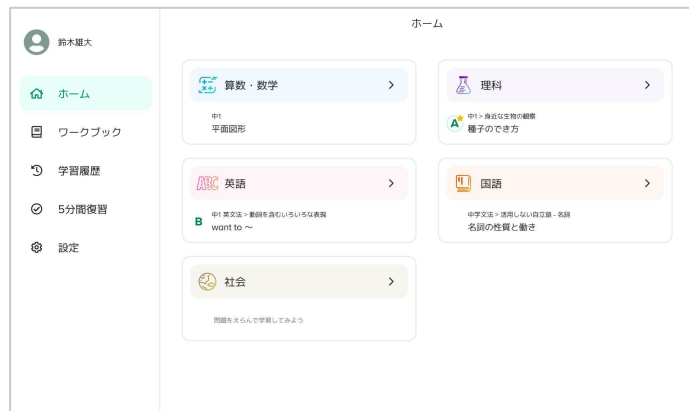 ホーム
鈴木雄大
ホーム
ワークブック
学習履歴
5分間復習
設定
算数・数学
中1
平面図形
理科
A
中1 > 身近な生物の観察
種子のでき方
ABC 英語
B
中1 英文法 > 動詞を含むいろいろな表現
want to ～
国語
中学文法 > 活用しない自立語 - 名詞
名詞の性質と働き
社会
問題をえらんで学習してみよう